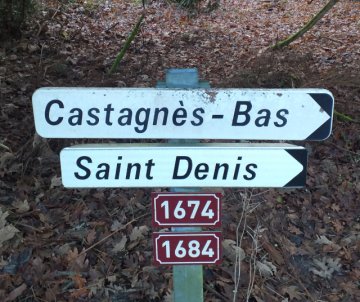 Castagnès-Bas
Saint Denis
1674
1684